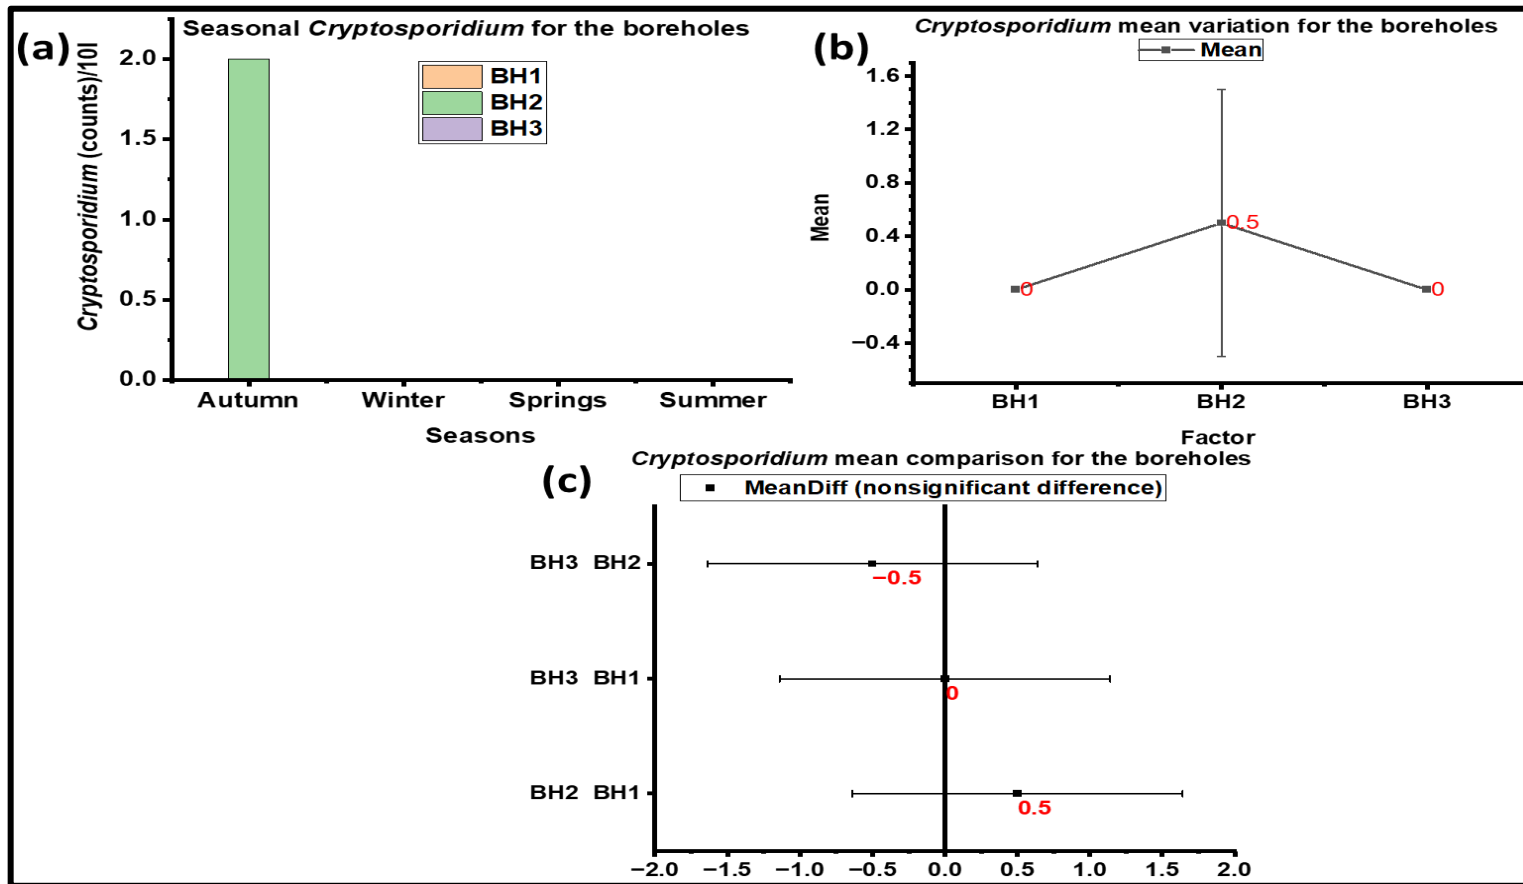 (a)
Seasonal Cryptosporidium for the boreholes
Cryptosporidium (counts)/10l
2.0
1.5
1.0
0.5
0.0
BH1
BH2
BH3
Autumn Winter Springs Summer
Seasons
(b)
Cryptosporidium mean variation for the boreholes
Mean
Mean
1.6
1.2
0.8
0.4
0.0
−0.4
0
0.5
0
BH1 BH2 BH3
Factor
(c)
Cryptosporidium mean comparison for the boreholes
MeanDiff (nonsignificant difference)
BH3 BH2
−0.5
BH3 BH1
0
BH2 BH1
0.5
−2.0 −1.5 −1.0 −0.5 0.0 0.5 1.0 1.5 2.0